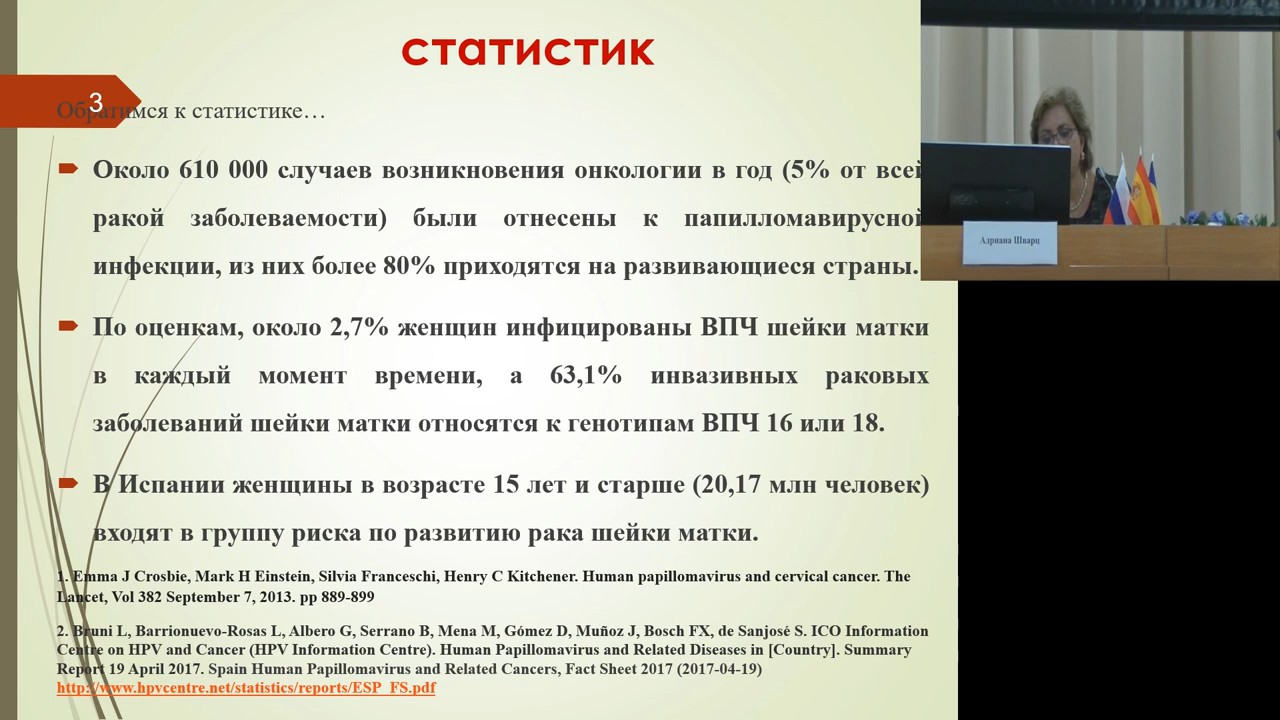 статистик
3
Обратимся к статистике…
Около 610 000 случаев возникновения онкологии в год (5% от всей
ракой заболеваемости) были отнесены к папилломавирусной
инфекции, из них более 80% приходятся на развивающиеся страны.
По оценкам, около 2,7% женщин инфицированы ВПЧ шейки матки
в каждый момент времени, а 63,1% инвазивных раковых
заболеваний шейки матки относятся к генотипам ВПЧ 16 или 18.
В Испании женщины в возрасте 15 лет и старше (20,17 млн человек)
входят в группу риска по развитию рака шейки матки.
1. Emma J Crosbie, Mark H Einstein, Silvia Franceschi, Henry C Kitchener. Human papillomavirus and cervical cancer. The
Lancet, Vol 382 September 7, 2013. pp 889-899
2. Bruni L, Barrionuevo-Rosas L, Albero G, Serrano B, Mena M, Gómez D, Muñoz J, Bosch FX, de Sanjosé S. ICO Information
Centre on HPV and Cancer (HPV Information Centre). Human Papillomavirus and Related Diseases in [Country]. Summary
Report 19 April 2017. Spain Human Papillomavirus and Related Cancers, Fact Sheet 2017 (2017-04-19)
http://www.hpvcentre.net/statistics/reports/ESP_FS.pdf
Адриана Шварц